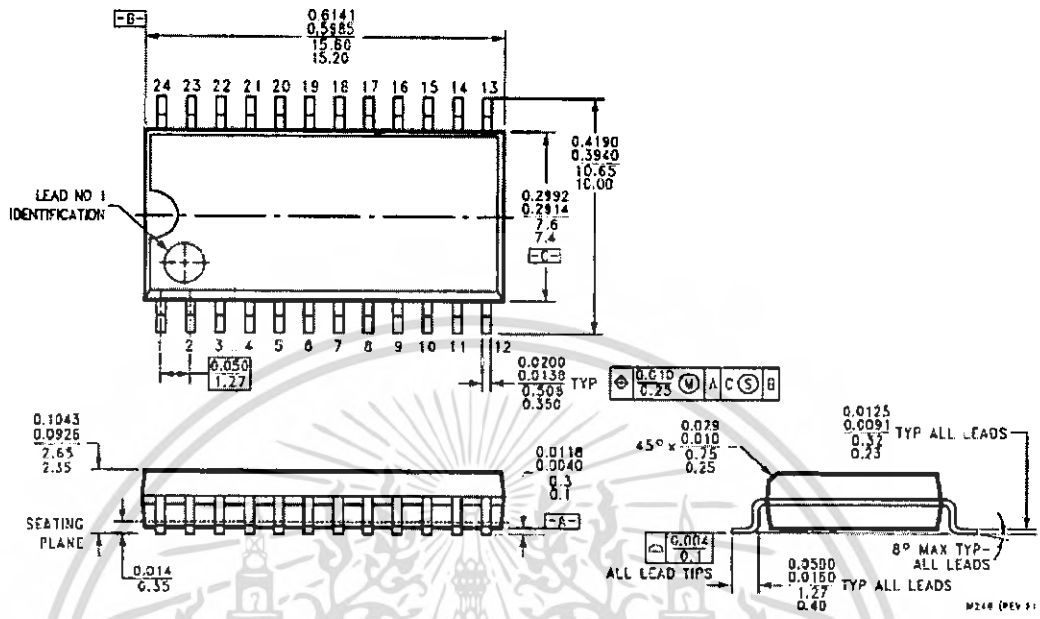 -B-
0.6141
0.5985
15.60
15.20
24 23 22 21 20 19 18 17 16 15 14 13
LEAD NO 1
IDENTIFICATION
0.4190
0.3940
10.65
10.00
0.2992
0.2914
7.6
7.4
-C-
1 2 3 4 5 6 7 8 9 10 11 12
0.050
1.27
0.0200
0.0138
0.508
0.350
TYP
0.010
0.25
M A C S B
0.1043
0.0926
2.65
2.35
SEATING
PLANE
0.014
0.35
0.0118
0.0040
0.3
0.1
-A-
45° x
0.029
0.010
0.75
0.25
0.0125
0.0091
0.32
0.23
TYP ALL LEADS
0.004
0.1
ALL LEAD TIPS
0.0500
0.0160
1.27
0.40
TYP ALL LEADS
8° MAX TYP-
ALL LEADS